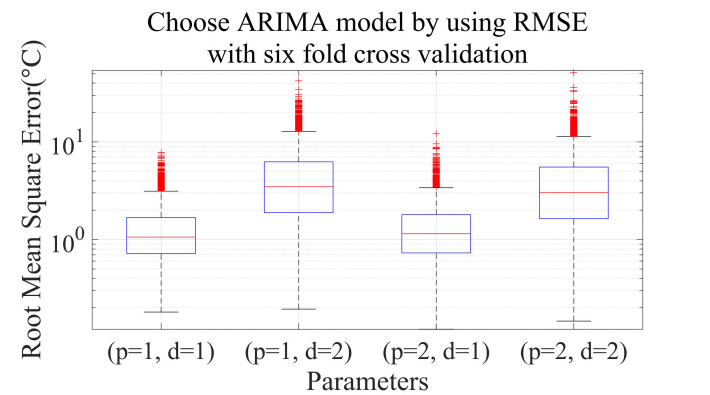 Choose ARIMA model by using RMSE
with six fold cross validation
Root Mean Square Error(°C)
10^1
10^0
(p=1, d=1) (p=1, d=2) (p=2, d=1) (p=2, d=2)
Parameters